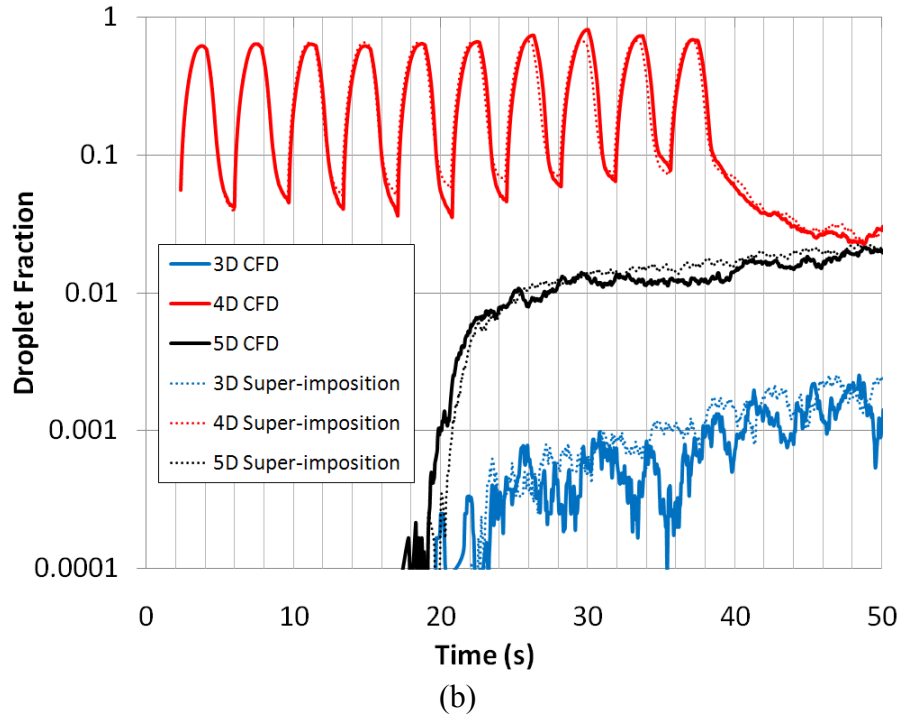 1
0.1
0.01
0.001
0.0001
Droplet Fraction
3D CFD
4D CFD
5D CFD
3D Super-imposition
4D Super-imposition
5D Super-imposition
0 10 20 30 40 50
Time (s)
(b)